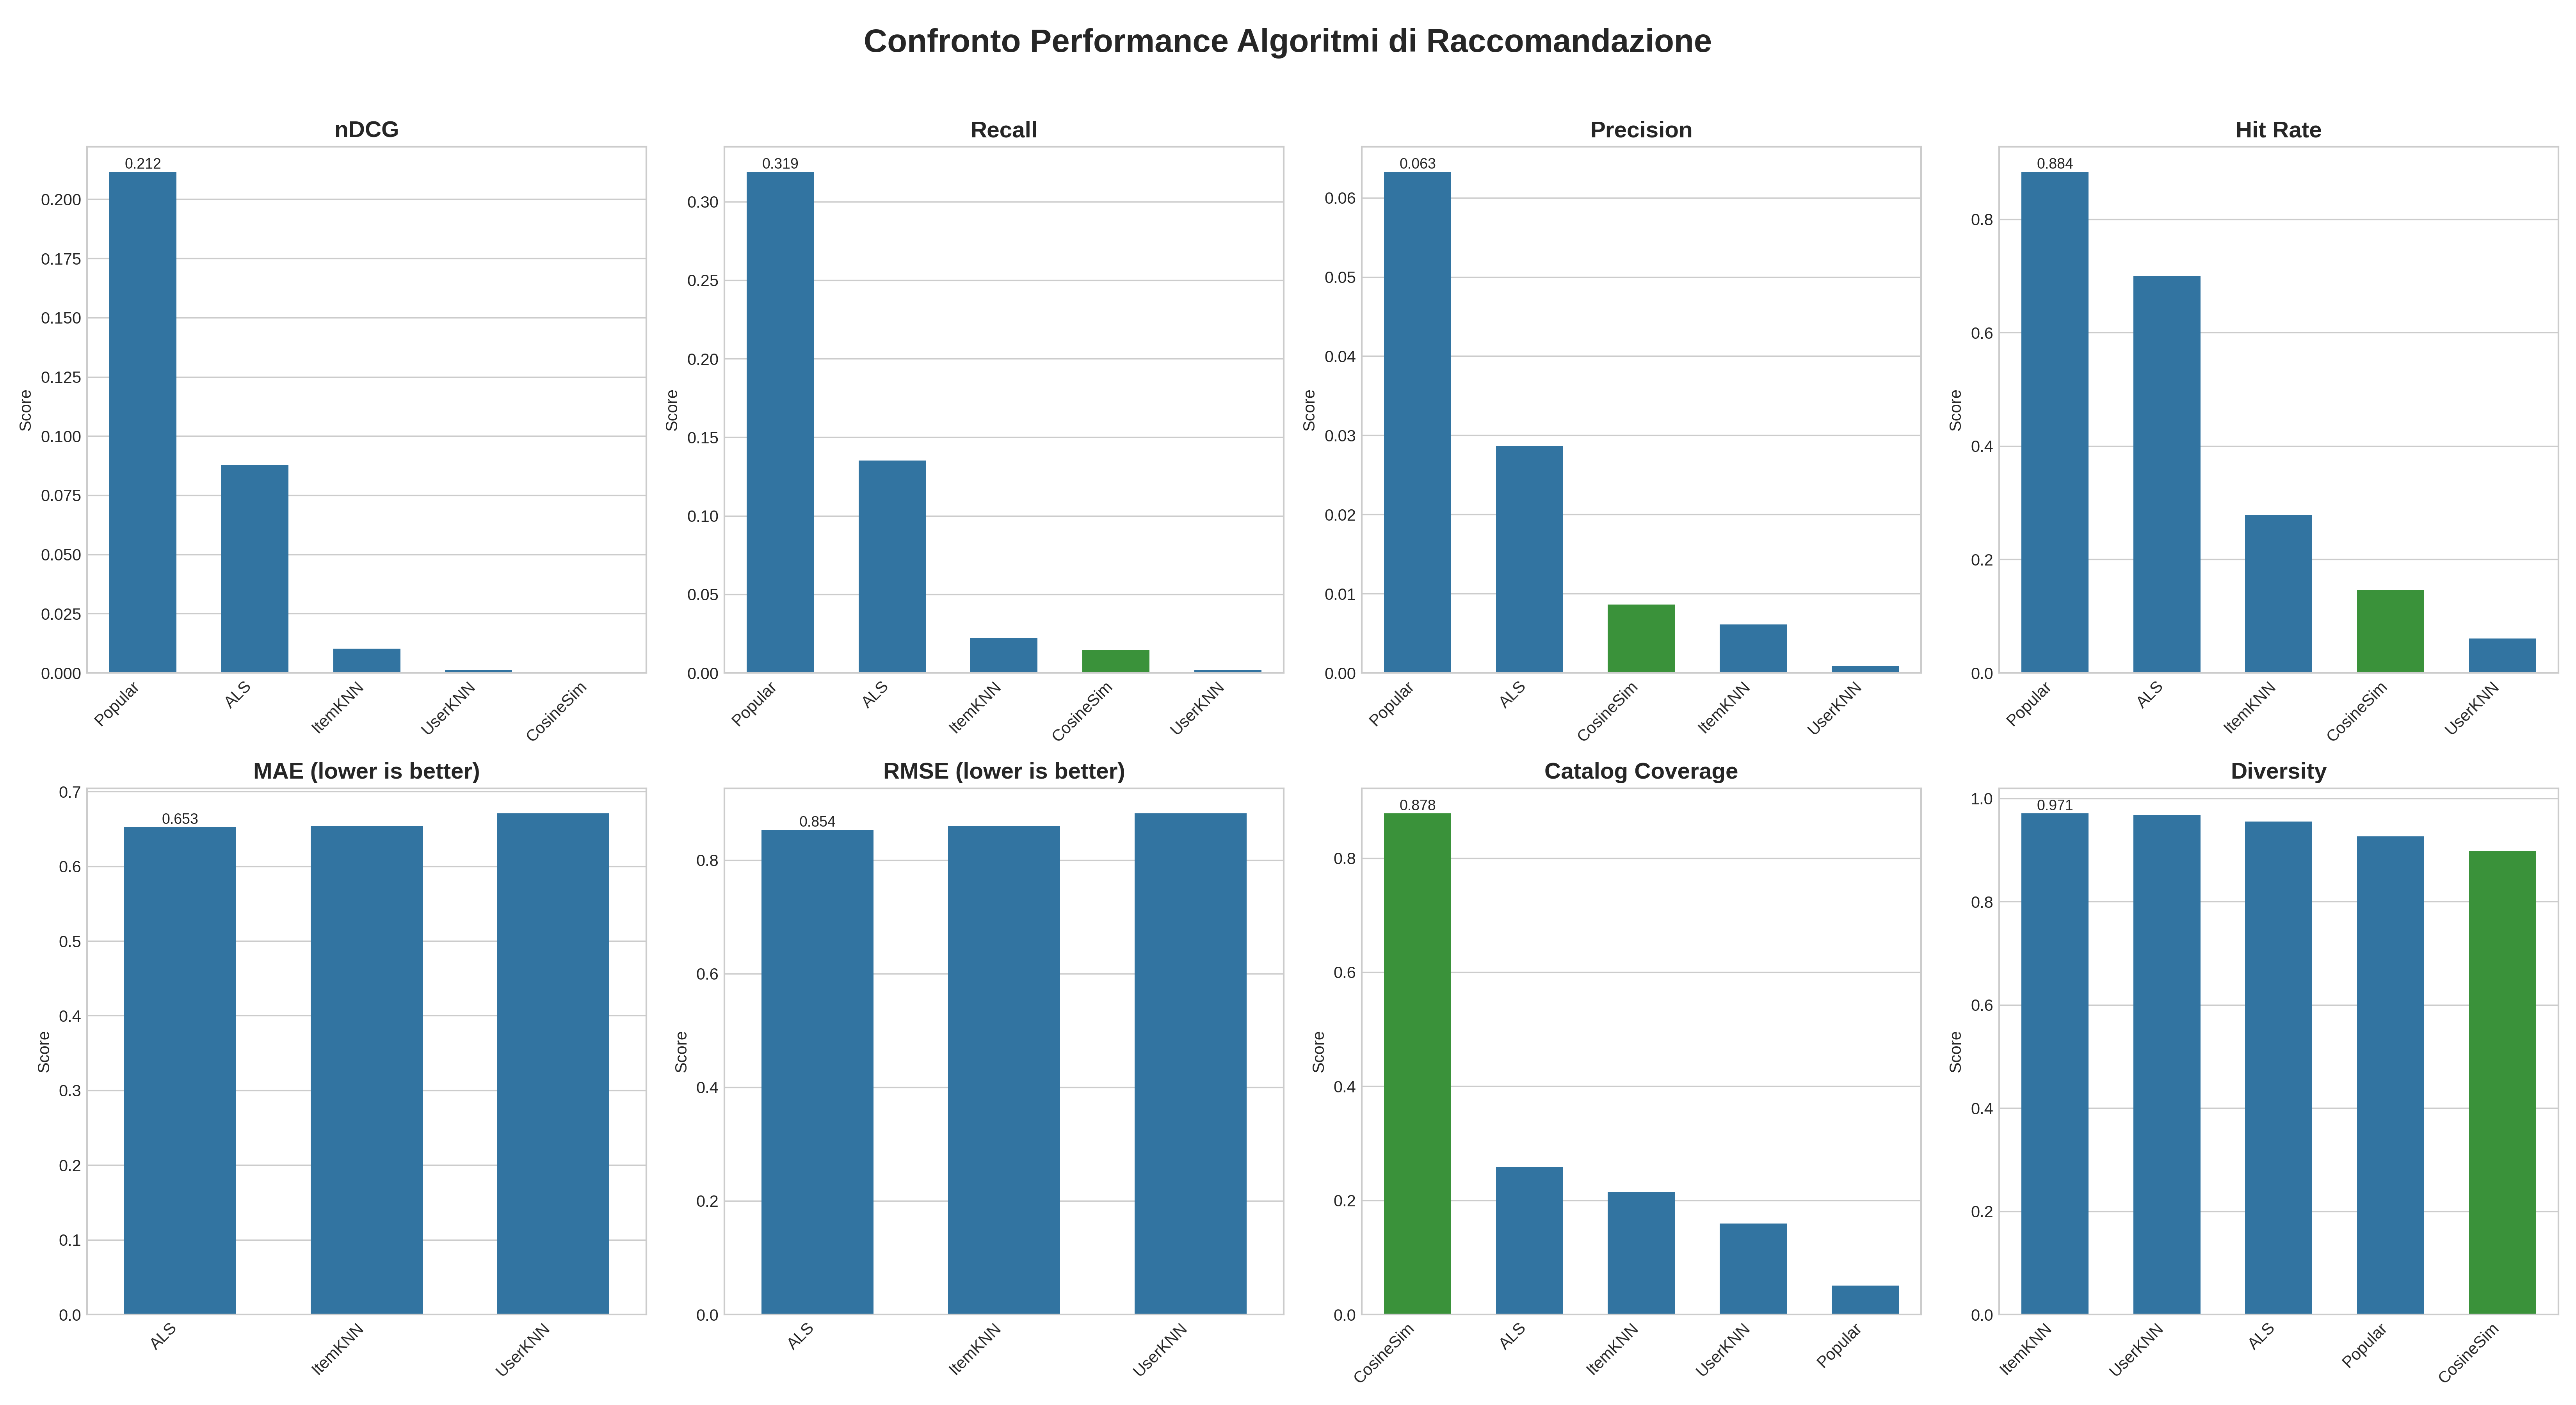 Confronto Performance Algoritmi di Raccomandazione
nDCG
0.212
0.200
0.175
0.150
0.125
0.100
0.075
0.050
0.025
0.000
Score
Popular
ALS
ItemKNN
UserKNN
CosineSim
Recall
0.319
0.30
0.25
0.20
0.15
0.10
0.05
0.00
Score
Popular
ALS
ItemKNN
CosineSim
UserKNN
Precision
0.063
0.06
0.05
0.04
0.03
0.02
0.01
0.00
Score
Popular
ALS
CosineSim
ItemKNN
UserKNN
Hit Rate
0.884
0.8
0.6
0.4
0.2
0.0
Score
Popular
ALS
ItemKNN
CosineSim
UserKNN
MAE (lower is better)
0.7
0.653
0.6
0.5
0.4
0.3
0.2
0.1
0.0
Score
ALS
ItemKNN
UserKNN
RMSE (lower is better)
0.854
0.8
0.6
0.4
0.2
0.0
Score
ALS
ItemKNN
UserKNN
Catalog Coverage
0.878
0.8
0.6
0.4
0.2
0.0
Score
CosineSim
ALS
ItemKNN
UserKNN
Popular
Diversity
1.0
0.971
0.8
0.6
0.4
0.2
0.0
Score
ItemKNN
UserKNN
ALS
Popular
CosineSim